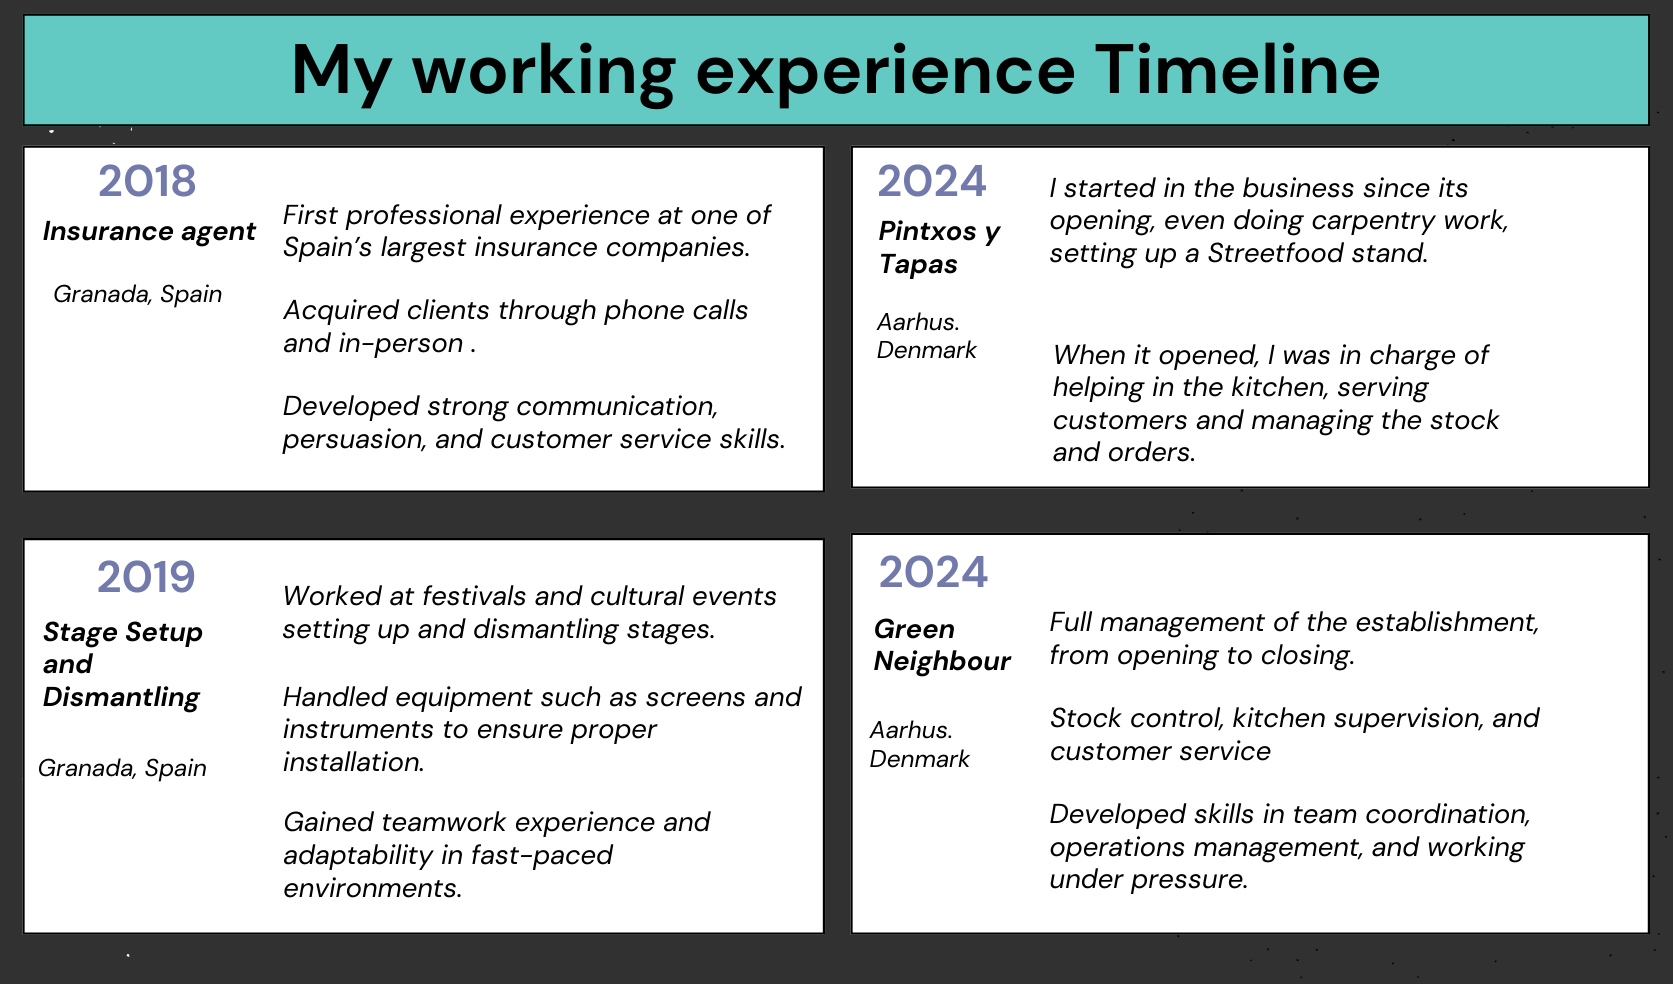 My working experience Timeline
2018
Insurance agent
Granada, Spain
First professional experience at one of
Spain’s largest insurance companies.
Acquired clients through phone calls
and in-person .
Developed strong communication,
persuasion, and customer service skills.
2019
Stage Setup
and
Dismantling
Granada, Spain
Worked at festivals and cultural events
setting up and dismantling stages.
Handled equipment such as screens and
instruments to ensure proper
installation.
Gained teamwork experience and
adaptability in fast-paced
environments.
2024
Pintxos y
Tapas
Aarhus.
Denmark
I started in the business since its
opening, even doing carpentry work,
setting up a Streetfood stand.
When it opened, I was in charge of
helping in the kitchen, serving
customers and managing the stock
and orders.
2024
Green
Neighbour
Aarhus.
Denmark
Full management of the establishment,
from opening to closing.
Stock control, kitchen supervision, and
customer service
Developed skills in team coordination,
operations management, and working
under pressure.